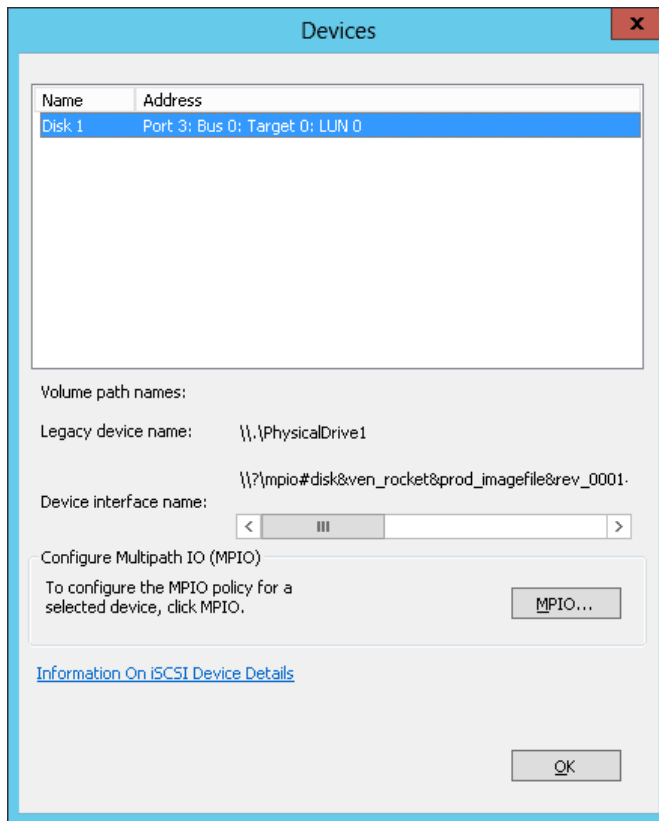 Devices
x
Name Address
Disk 1 Port 3: Bus 0: Target 0: LUN 0
Volume path names:
Legacy device name: \\.\PhysicalDrive1
\\?\mpio#disk&ven_rocket&prod_imagefile&rev_0001
Device interface name:
Configure Multipath IO (MPIO)
To configure the MPIO policy for a
selected device, click MPIO.
MPIO...
Information On iSCSI Device Details
OK